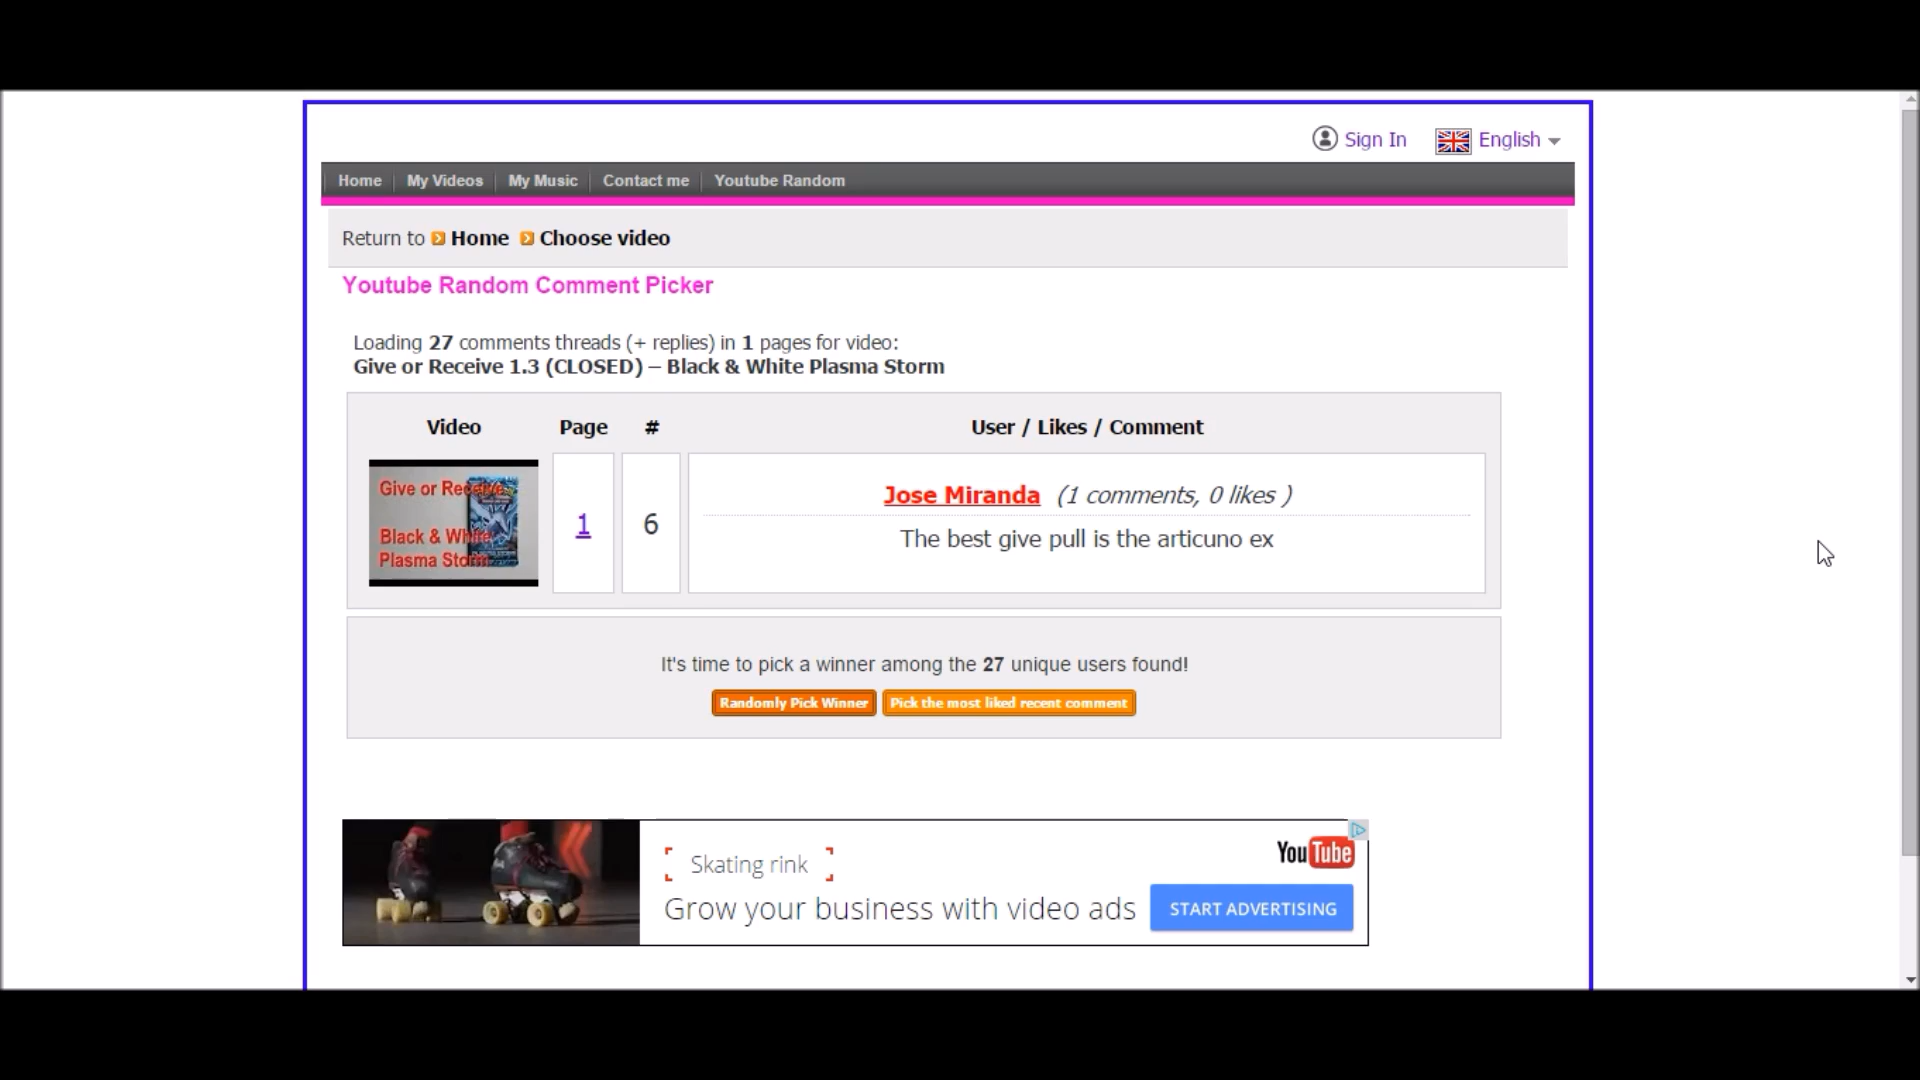 Sign In English
Home My Videos My Music Contact me Youtube Random
Return to Home Choose video
Youtube Random Comment Picker
Loading 27 comments threads (+ replies) in 1 pages for video:
Give or Receive 1.3 (CLOSED) – Black & White Plasma Storm
Video Page # User / Likes / Comment
Give or Receive
Black & White
Plasma Storm
1
6
Jose Miranda (1 comments, 0 likes )
The best give pull is the articuno ex
It's time to pick a winner among the 27 unique users found!
Randomly Pick Winner Pick the most liked recent comment
Skating rink
YouTube
Grow your business with video ads
START ADVERTISING